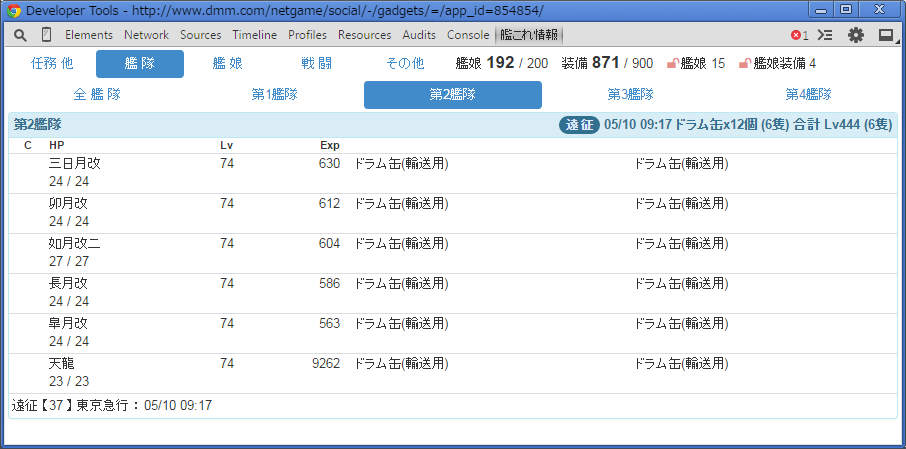 Developer Tools - http://www.dmm.com/netgame/social/-/gadgets/=/app_id=854854/
Elements Network Sources Timeline Profiles Resources Audits Console 艦これ情報 1
任務 他 艦 隊 艦 娘 戦 闘 その他 艦娘 192 / 200 装備 871 / 900 艦娘 15 艦娘装備 4
全 艦 隊 第1艦隊 第2艦隊 第3艦隊 第4艦隊
第2艦隊 遠征 05/10 09:17 ドラム缶x12個 (6隻) 合計 Lv444 (6隻)
C HP Lv Exp
三日月改 74 630 ドラム缶(輸送用) ドラム缶(輸送用)
24 / 24
卯月改 74 612 ドラム缶(輸送用) ドラム缶(輸送用)
24 / 24
如月改二 74 604 ドラム缶(輸送用) ドラム缶(輸送用)
27 / 27
長月改 74 586 ドラム缶(輸送用) ドラム缶(輸送用)
24 / 24
皐月改 74 563 ドラム缶(輸送用) ドラム缶(輸送用)
24 / 24
天龍 74 9262 ドラム缶(輸送用) ドラム缶(輸送用)
23 / 23
遠征【37】東京急行： 05/10 09:17